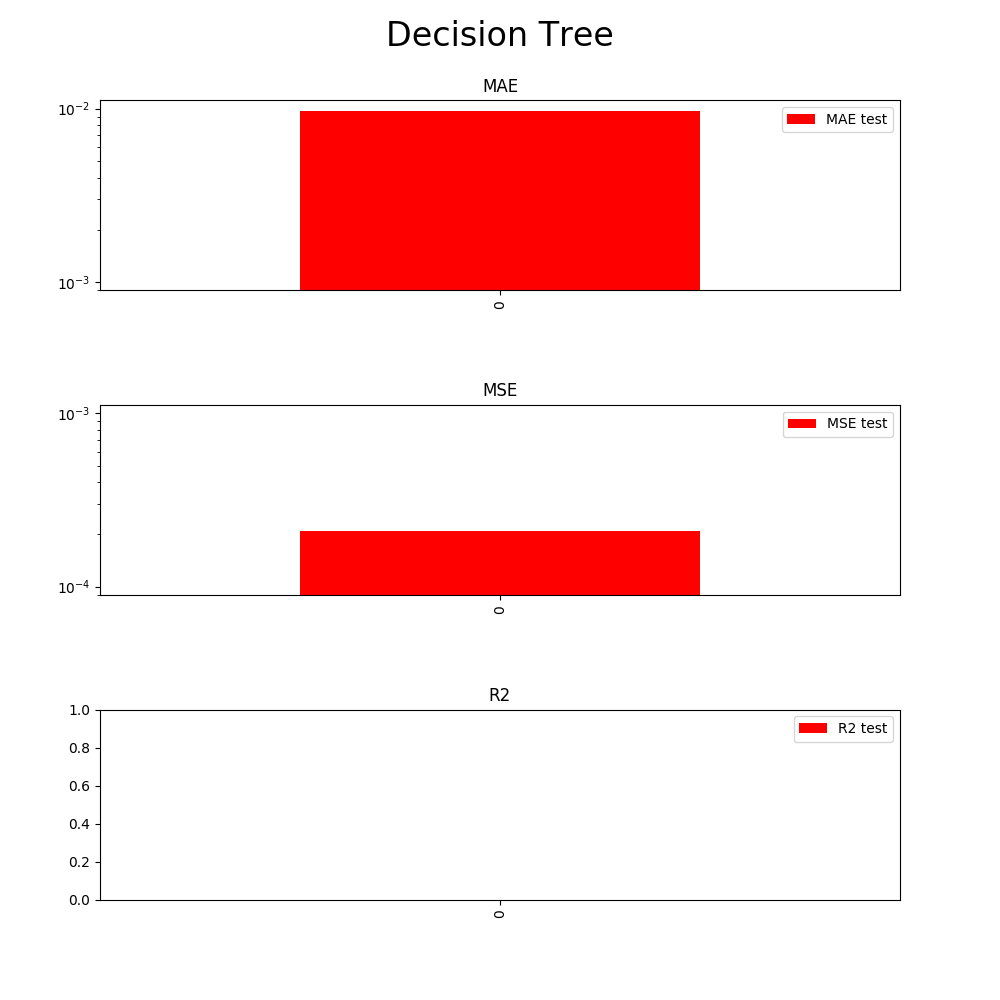 Decision Tree
MAE
10⁻²
MAE test
10⁻³
0
MSE
10⁻³
MSE test
10⁻⁴
0
R2
1.0
R2 test
0.8
0.6
0.4
0.2
0.0
0